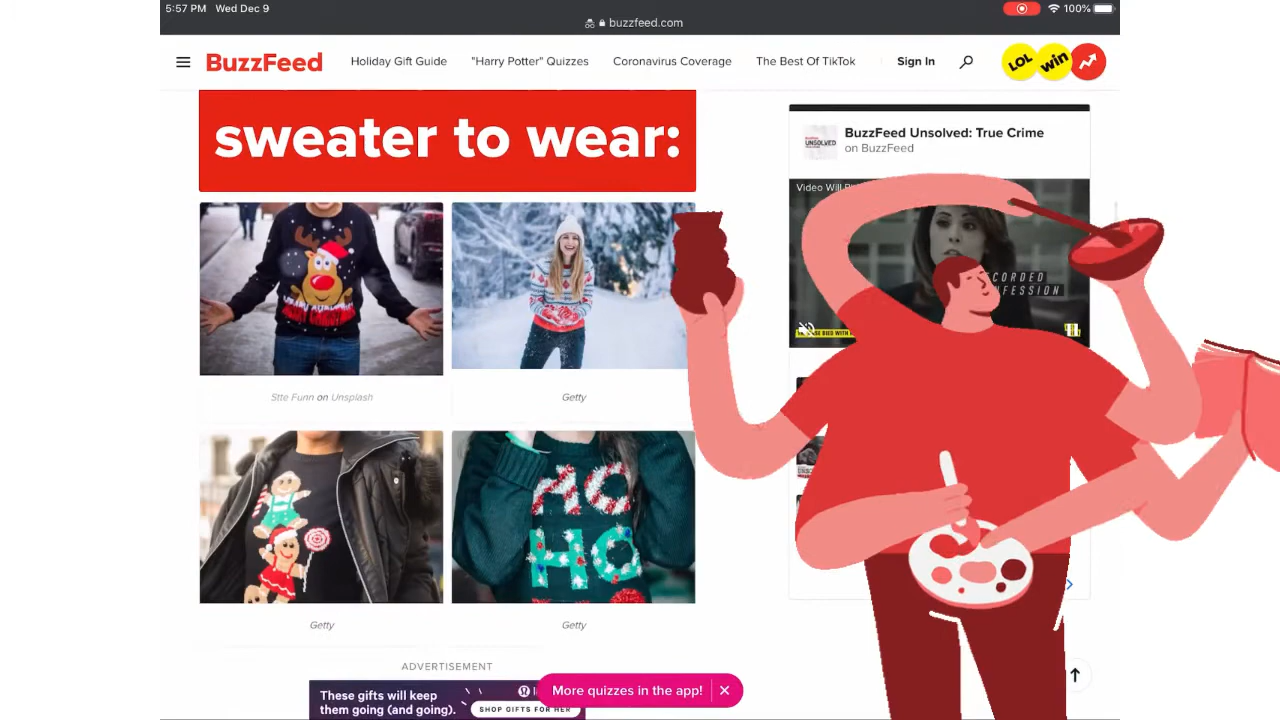 5:57 PM Wed Dec 9
100%
buzzfeed.com
BuzzFeed
Holiday Gift Guide
"Harry Potter" Quizzes
Coronavirus Coverage
The Best Of TikTok
Sign In
LOL
win
sweater to wear:
BuzzFeed Unsolved: True Crime
on BuzzFeed
UNSOLVED
Video Will
Stte Funn on Unsplash
Getty
HO
HO
Getty
Getty
ADVERTISEMENT
These gifts will keep
them going (and going).
SHOP GIFTS FOR HER
More quizzes in the app!